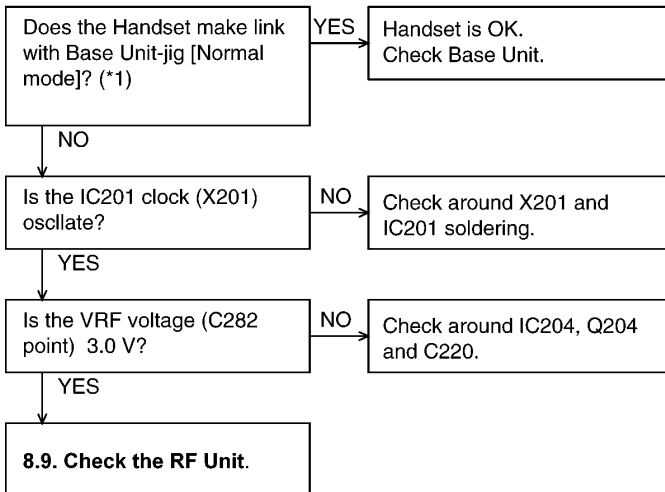 Does the Handset make link
with Base Unit-jig [Normal
mode]? (*1)
YES
Handset is OK.
Check Base Unit.
NO
Is the IC201 clock (X201)
oscllate?
NO
Check around X201 and
IC201 soldering.
YES
Is the VRF voltage (C282
point)  3.0 V?
NO
Check around IC204, Q204
and C220.
YES
8.9. Check the RF Unit.